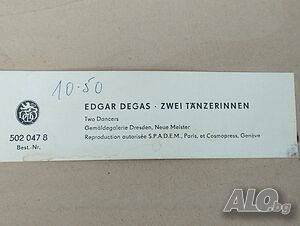 10.50
EDGAR DEGAS · ZWEI TÄNZERINNEN
Two Dancers
Gemäldegalerie Dresden, Neue Meister
Reproduction autorisée S.P.A.D.E.M., Paris, et Cosmopress, Genève
502 047 8
Best.-Nr.
ALO.bg